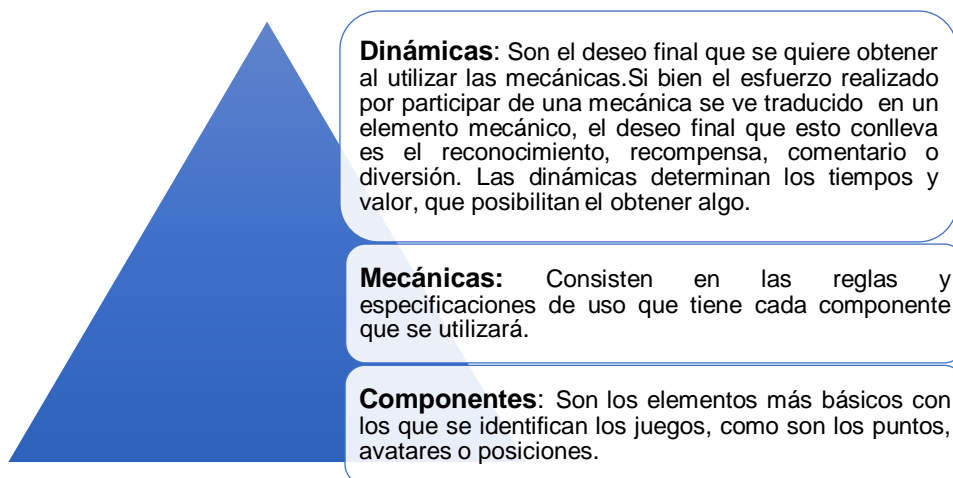 Dinámicas: Son el deseo final que se quiere obtener
al utilizar las mecánicas.Si bien el esfuerzo realizado
por participar de una mecánica se ve traducido en un
elemento mecánico, el deseo final que esto conlleva
es el reconocimiento, recompensa, comentario o
diversión. Las dinámicas determinan los tiempos y
valor, que posibilitan el obtener algo.
Mecánicas: Consisten en las reglas y
especificaciones de uso que tiene cada componente
que se utilizará.
Componentes: Son los elementos más básicos con
los que se identifican los juegos, como son los puntos,
avatares o posiciones.